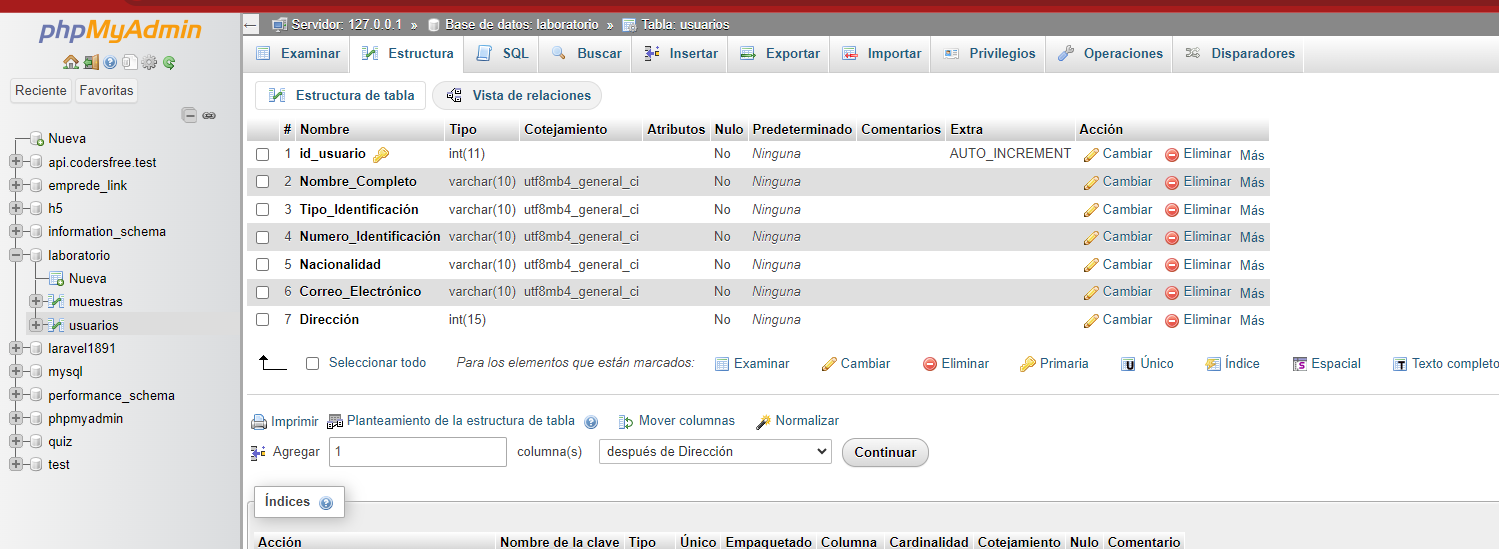 phpMyAdmin
Reciente Favoritas
Nueva
api.codersfree.test
emprede_link
h5
information_schema
laboratorio
Nueva
muestras
usuarios
laravel1891
mysql
performance_schema
phpmyadmin
quiz
test
Servidor: 127.0.0.1 » Base de datos: laboratorio » Tabla: usuarios
Examinar Estructura SQL Buscar Insertar Exportar Importar Privilegios Operaciones Disparadores
Estructura de tabla Vista de relaciones
# Nombre Tipo Cotejamiento Atributos Nulo Predeterminado Comentarios Extra Acción
1 id_usuario int(11) No Ninguna AUTO_INCREMENT Cambiar Eliminar Más
2 Nombre_Completo varchar(10) utf8mb4_general_ci No Ninguna Cambiar Eliminar Más
3 Tipo_Identificación varchar(10) utf8mb4_general_ci No Ninguna Cambiar Eliminar Más
4 Numero_Identificación varchar(10) utf8mb4_general_ci No Ninguna Cambiar Eliminar Más
5 Nacionalidad varchar(10) utf8mb4_general_ci No Ninguna Cambiar Eliminar Más
6 Correo_Electrónico varchar(10) utf8mb4_general_ci No Ninguna Cambiar Eliminar Más
7 Dirección int(15) No Ninguna Cambiar Eliminar Más
Seleccionar todo Para los elementos que están marcados: Examinar Cambiar Eliminar Primaria Único Índice Espacial Texto completo
Imprimir Planteamiento de la estructura de tabla Mover columnas Normalizar
Agregar 1 columna(s) después de Dirección Continuar
Índices
Acción Nombre de la clave Tipo Único Empaquetado Columna Cardinalidad Cotejamiento Nulo Comentario